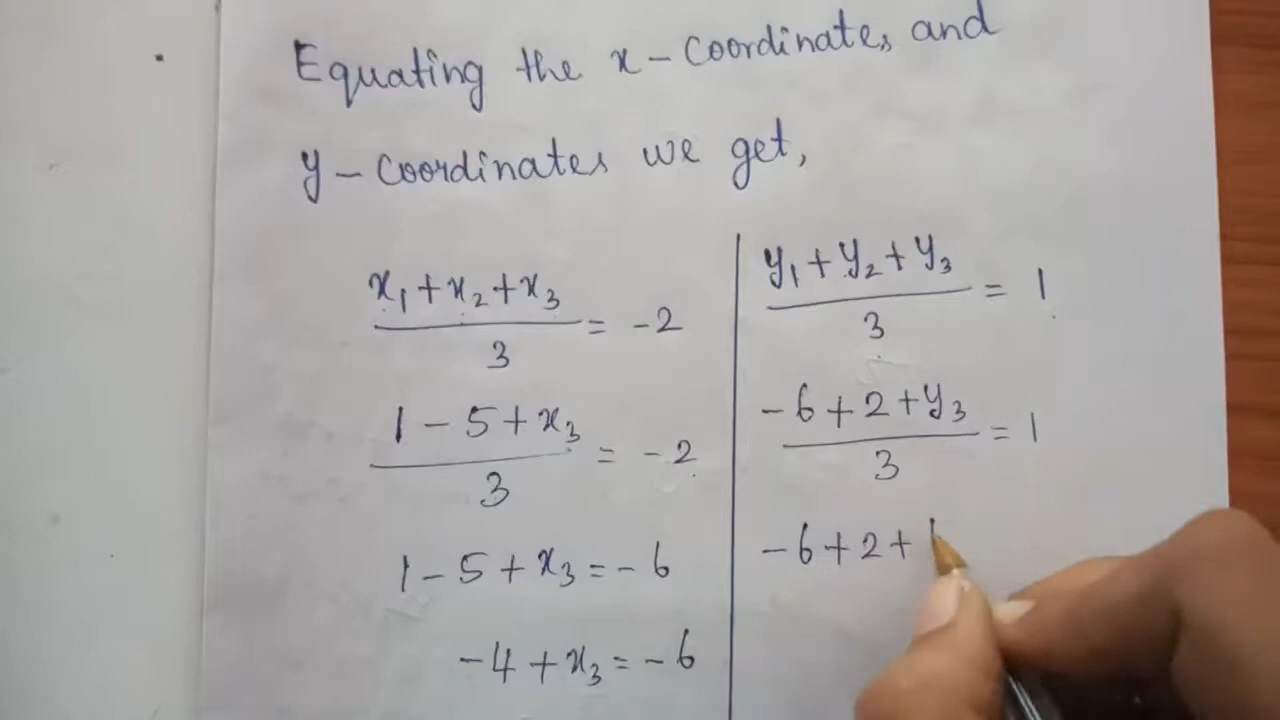 Equating the x-coordinates and
y-coordinates we get,
x₁+x₂+x₃
3
= -2
1-5+x₃
3
= -2
1-5+x₃=-6
-4+x₃=-6
y₁+y₂+y₃
3
= 1
-6+2+y₃
3
= 1
-6+2+